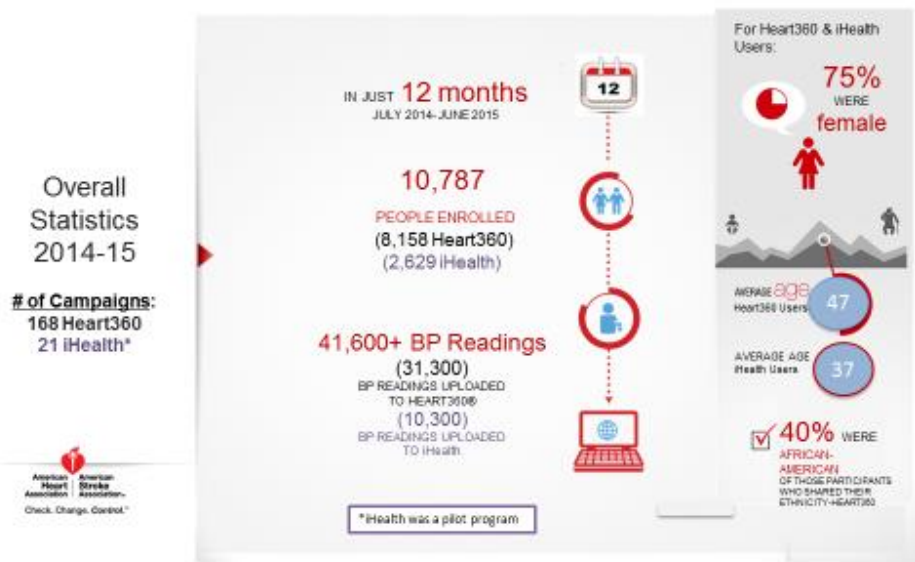 Overall
Statistics
2014-15
# of Campaigns:
168 Heart360
21 iHealth*
American Heart Association | American Stroke Association®
Check. Change. Control.™
12
IN JUST 12 months
JULY 2014-JUNE 2015
10,787
PEOPLE ENROLLED
(8,158 Heart360)
(2,629 iHealth)
41,600+ BP Readings
(31,300)
BP READINGS UPLOADED
TO HEART360®
(10,300)
BP READINGS UPLOADED
TO iHealth
*iHealth was a pilot program
For Heart360 & iHealth
Users:
75%
WERE
female
AVERAGE age
Heart360 Users
47
AVERAGE AGE
iHealth Users
37
40% WERE
AFRICAN-
AMERICAN
OF THOSE PARTICIPANTS
WHO SHARED THEIR
ETHNICITY-HEART360